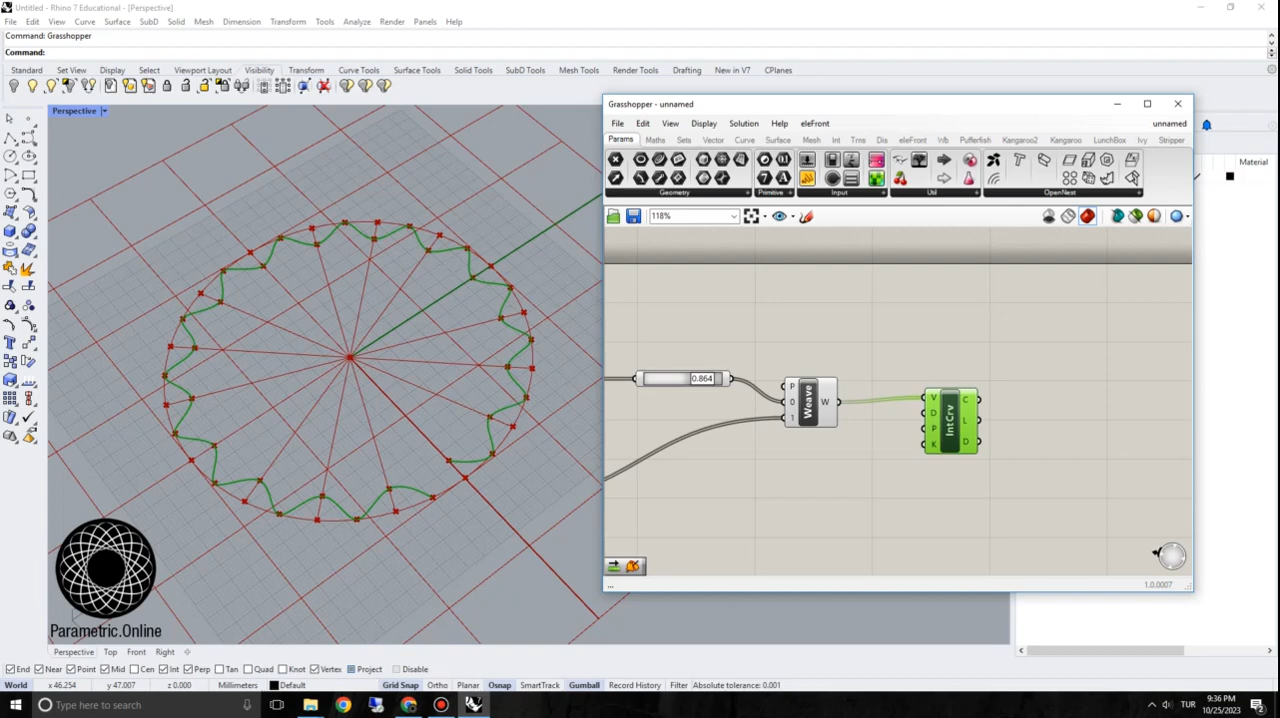 Untitled - Rhino 7 Educational - [Perspective]
File Edit View Curve Surface SubD Solid Mesh Dimension Transform Tools Analyze Render Panels Help
Command: Grasshopper
Command:
Standard Set View Display Select Viewport Layout Visibility Transform Curve Tools Surface Tools Solid Tools SubD Tools Mesh Tools Render Tools Drafting New in V7 CPlanes
Perspective
Grasshopper - unnamed
File Edit View Display Solution Help eleFront unnamed
Params Maths Sets Vector Curve Surface Mesh Int Trns Dis eleFront Wb Pufferfish Kangaroo2 Kangaroo LunchBox Ivy Stripper
Geometry Primitive Input Util OpenNest
118%
Material
0.864
P
0
1
Weave
W
V
D
P
K
IntCrv
C
L
D
...
1.0.0007
Parametric.Online
Perspective Top Front Right
End Near Point Mid Cen Int Perp Tan Quad Knot Vertex Project Disable
World x 46.254 y 47.007 z 0.000 Millimeters Default Grid Snap Ortho Planar Osnap SmartTrack Gumball Record History Filter Absolute tolerance: 0.001
Type here to search
TUR
9:36 PM
10/25/2023
2